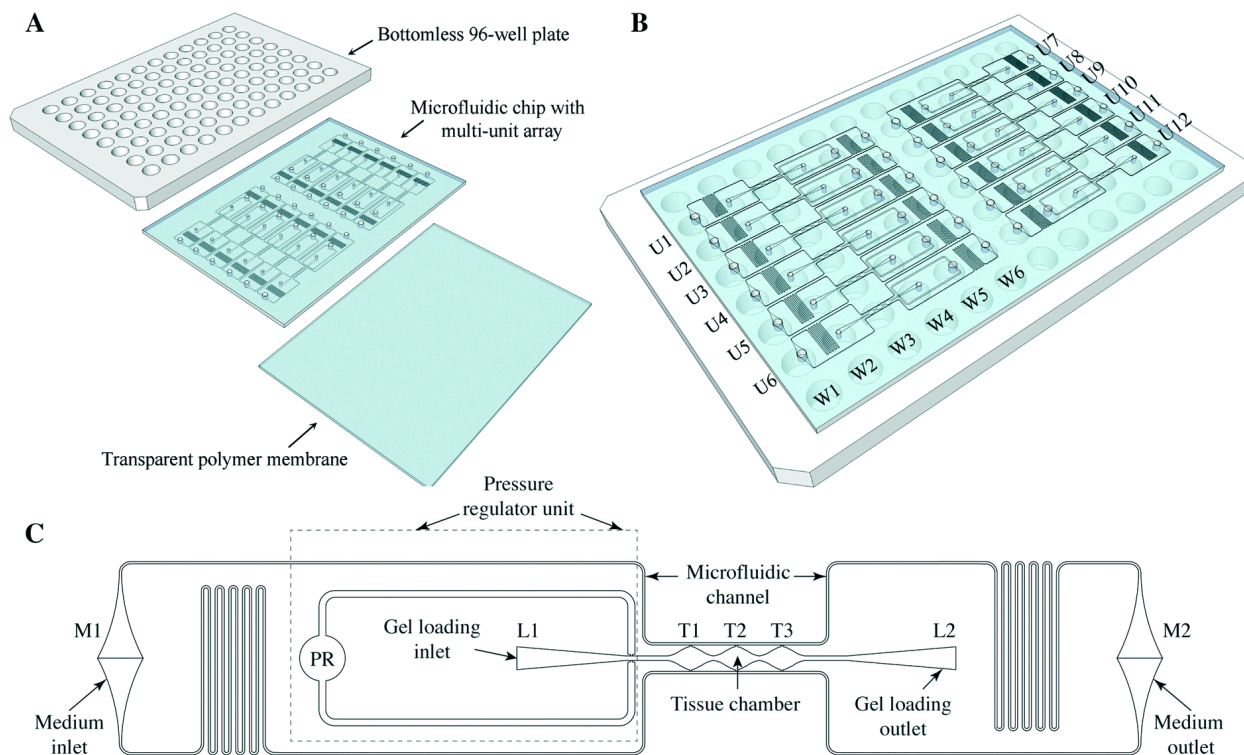 A
Bottomless 96-well plate
Microfluidic chip with
multi-unit array
Transparent polymer membrane
B
U7
U8
U9
U10
U11
U12
U1
U2
U3
U4
U5
U6
W1
W2
W3
W4
W5
W6
C
Pressure
regulator unit
Microfluidic
channel
M1
Gel loading
inlet
L1
T1
T2
T3
L2
M2
PR
Medium
inlet
Tissue chamber
Gel loading
outlet
Medium
outlet